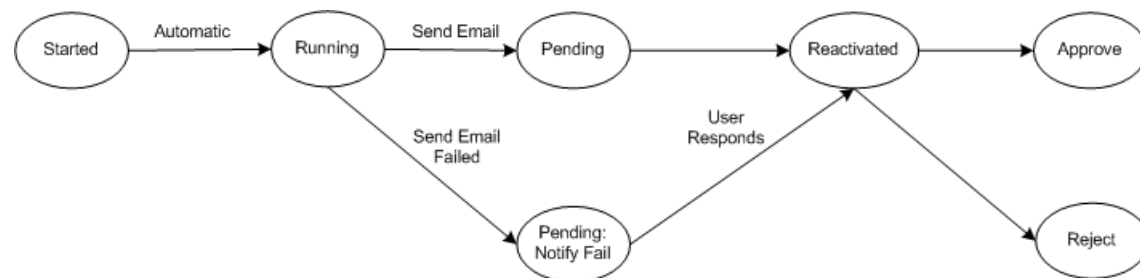 Started
Automatic
Running
Send Email
Pending
Reactivated
Approve
Send Email
Failed
User
Responds
Pending:
Notify Fail
Reject